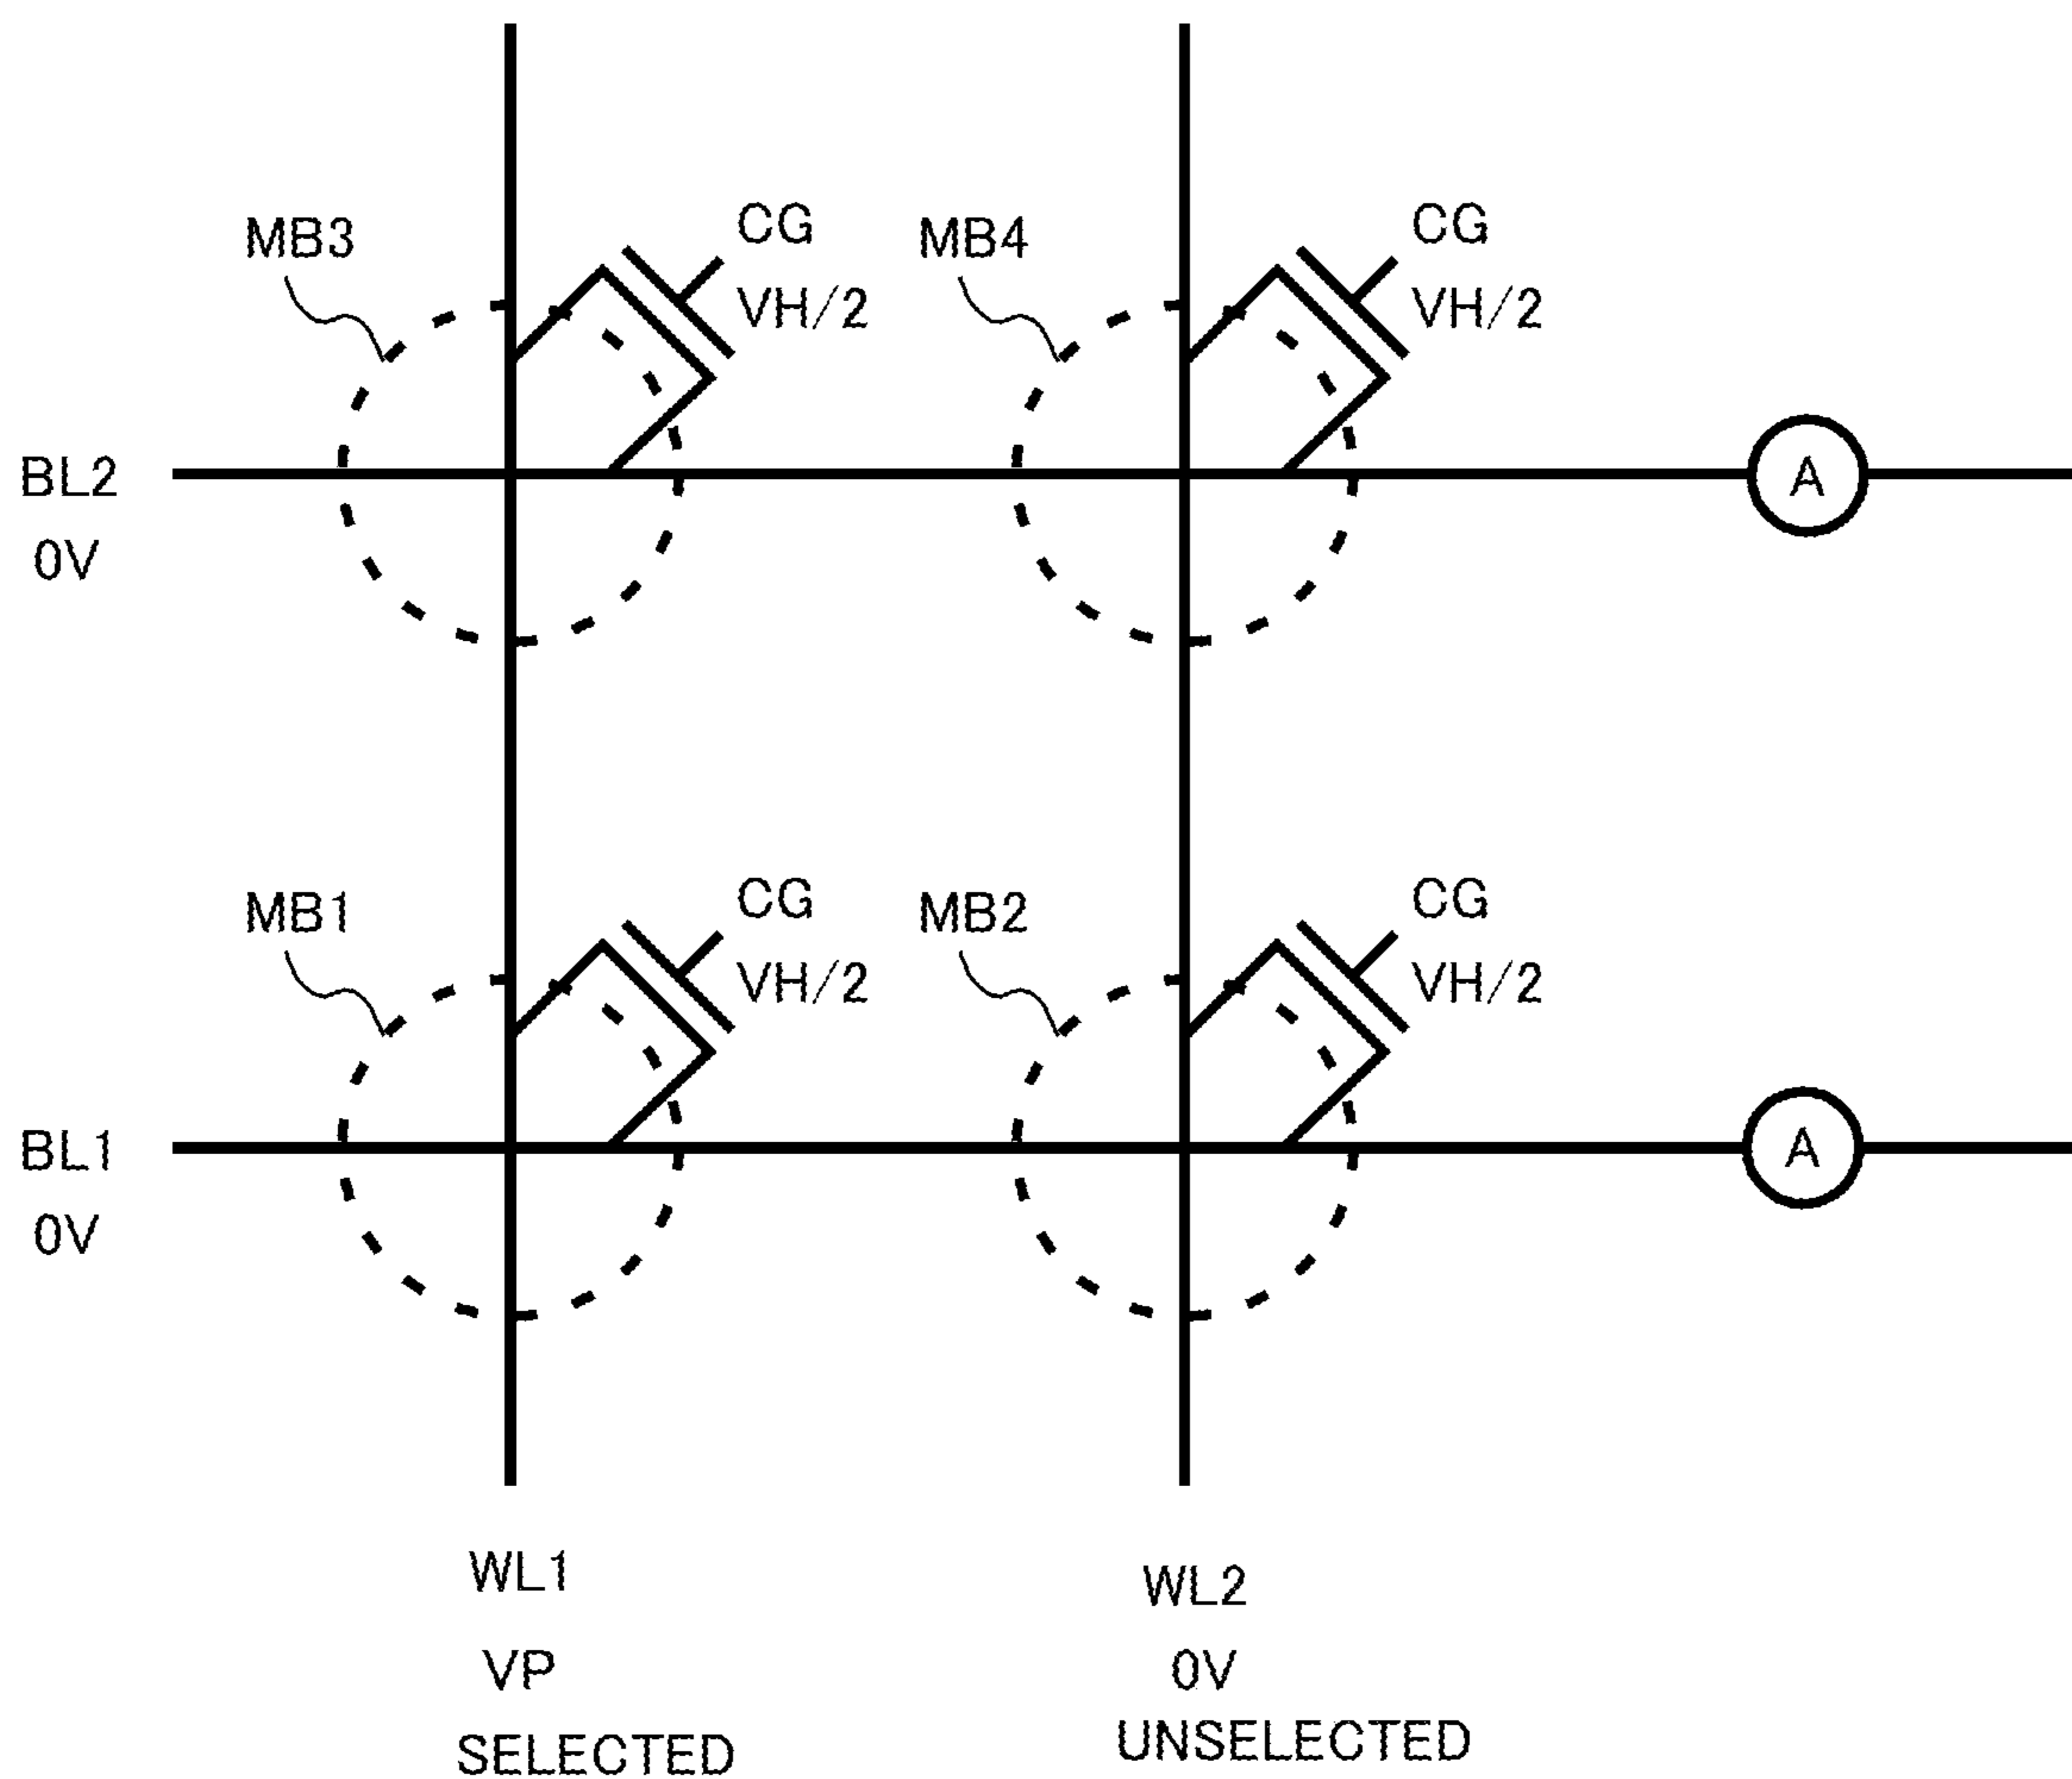 MB3
CG
VH/2
MB4
CG
VH/2
BL2
0V
A
MB1
CG
VH/2
MB2
CG
VH/2
BL1
0V
A
WL1
VP
SELECTED
WL2
0V
UNSELECTED